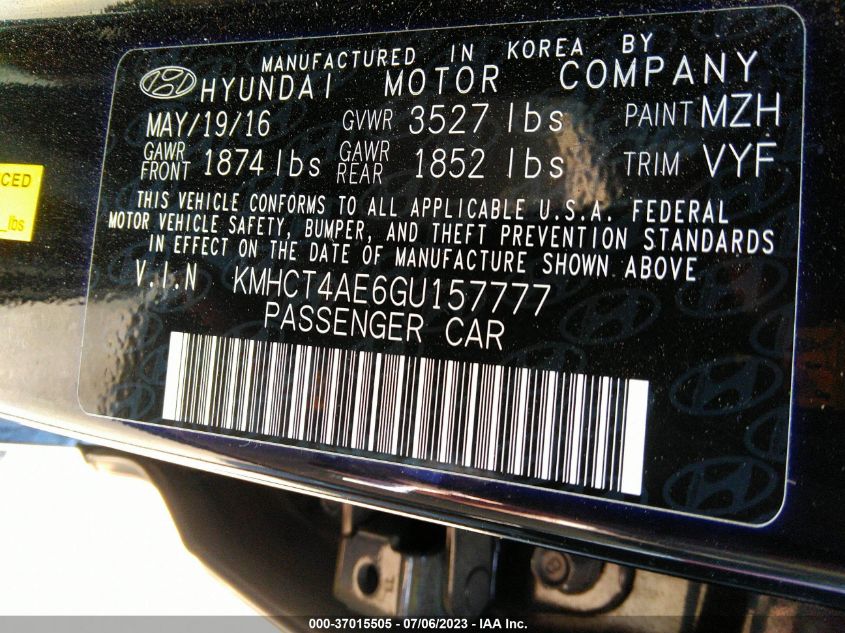 MANUFACTURED IN KOREA BY
HYUNDAI MOTOR COMPANY
MAY/19/16 GVWR 3527 lbs PAINT MZH
GAWR FRONT 1874 lbs GAWR REAR 1852 lbs TRIM VYF
THIS VEHICLE CONFORMS TO ALL APPLICABLE U.S.A. FEDERAL
MOTOR VEHICLE SAFETY, BUMPER, AND THEFT PREVENTION STANDARDS
IN EFFECT ON THE DATE OF MANUFACTURE SHOWN ABOVE
V.I.N KMHCT4AE6GU157777
PASSENGER CAR
CED
lbs
000-37015505 - 07/06/2023 - IAA Inc.